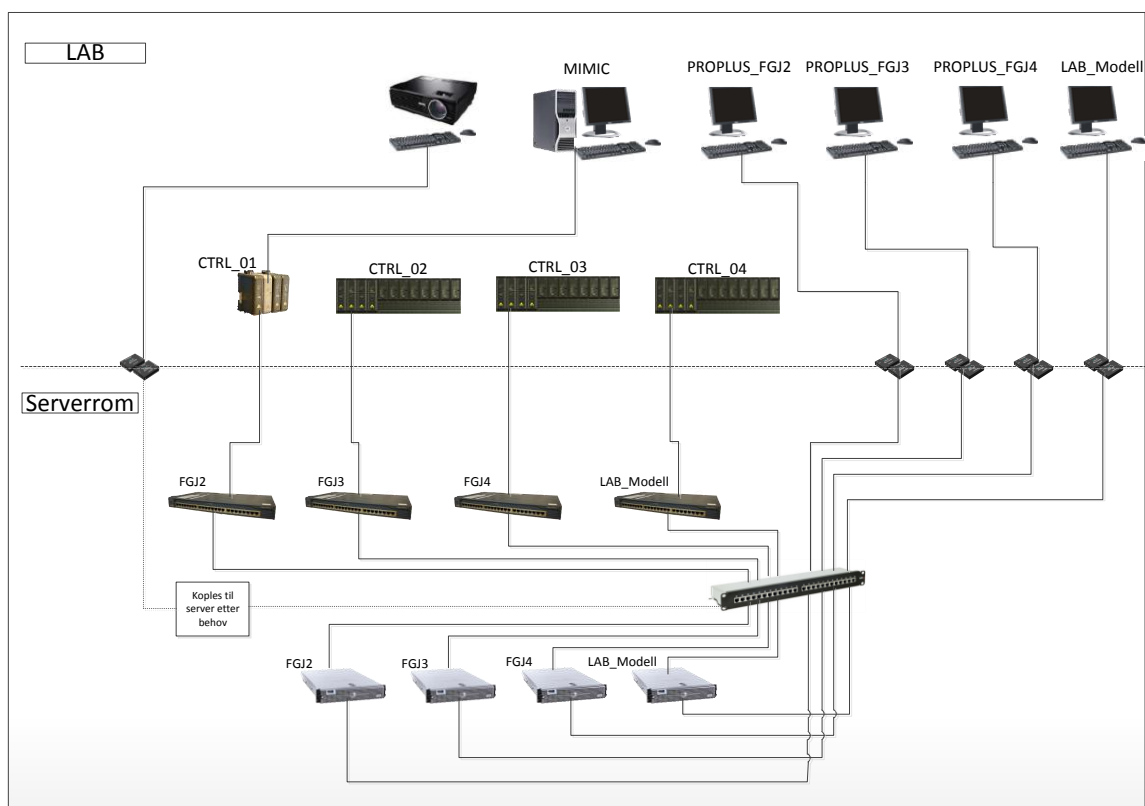 LAB
MIMIC
PROPLUS_FGJ2
PROPLUS_FGJ3
PROPLUS_FGJ4
LAB_Modell
CTRL_01
CTRL_02
CTRL_03
CTRL_04
Serverrom
FGJ2
FGJ3
FGJ4
LAB_Modell
Koples til
server etter
behov
FGJ2
FGJ3
FGJ4
LAB_Modell